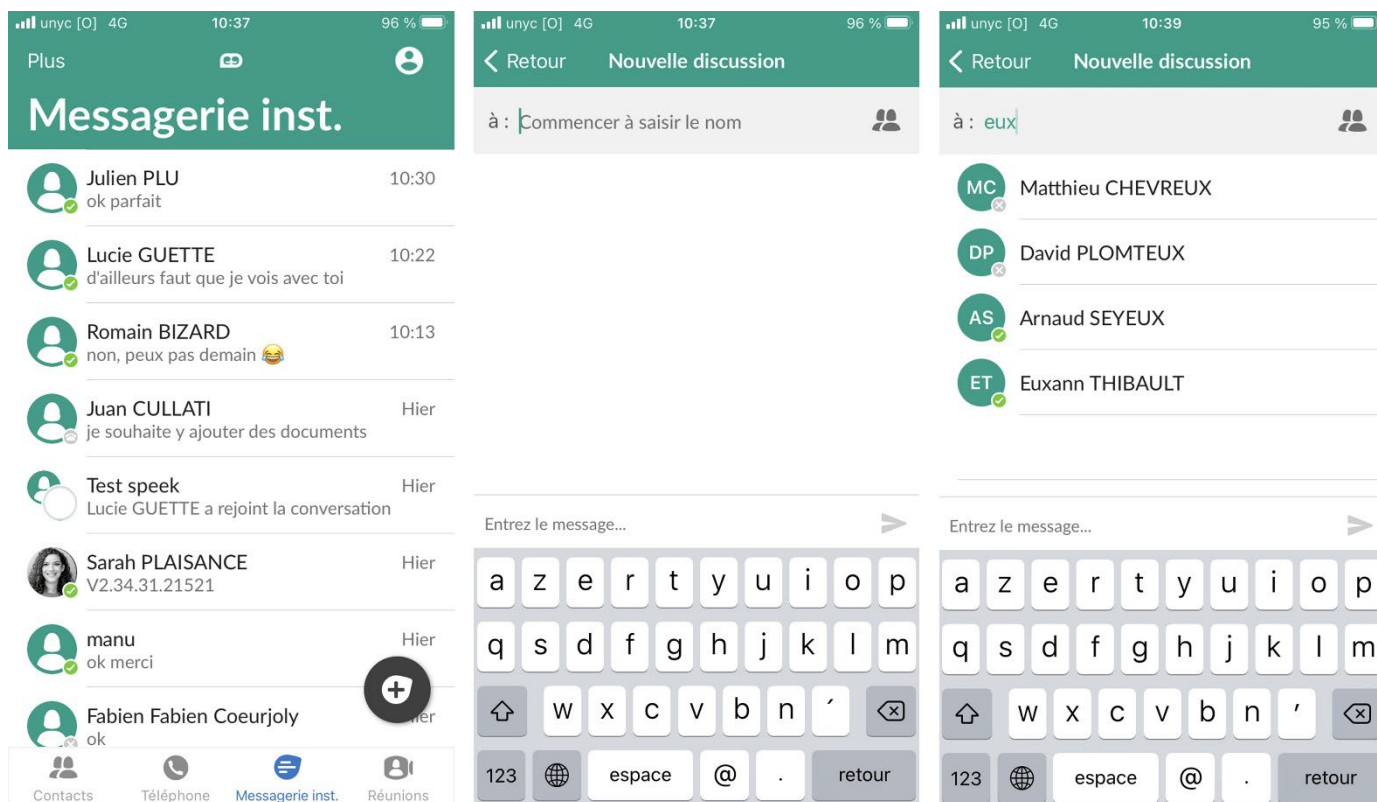 unyc [O] 4G 10:37 96 %
Plus
Messagerie inst.
Julien PLU 10:30
ok parfait
Lucie GUETTE 10:22
d'ailleurs faut que je vois avec toi
Romain BIZARD 10:13
non, peux pas demain 😂
Juan CULLATI Hier
je souhaite y ajouter des documents
Test speek Hier
Lucie GUETTE a rejoint la conversation
Sarah PLAISANCE Hier
V2.34.31.21521
manu Hier
ok merci
Fabien Fabien Coeurjoly Hier
ok
Contacts Téléphone Messagerie inst. Réunions
unyc [O] 4G 10:37 96 %
Retour Nouvelle discussion
à : Commencer à saisir le nom
Entrez le message...
a z e r t y u i o p
q s d f g h j k l m
w x c v b n ´
123 espace @ . retour
unyc [O] 4G 10:39 95 %
Retour Nouvelle discussion
à : eux
MC Matthieu CHEVREUX
DP David PLOMTEUX
AS Arnaud SEYEUX
ET Euxann THIBAULT
Entrez le message...
a z e r t y u i o p
q s d f g h j k l m
w x c v b n '
123 espace @ . retour